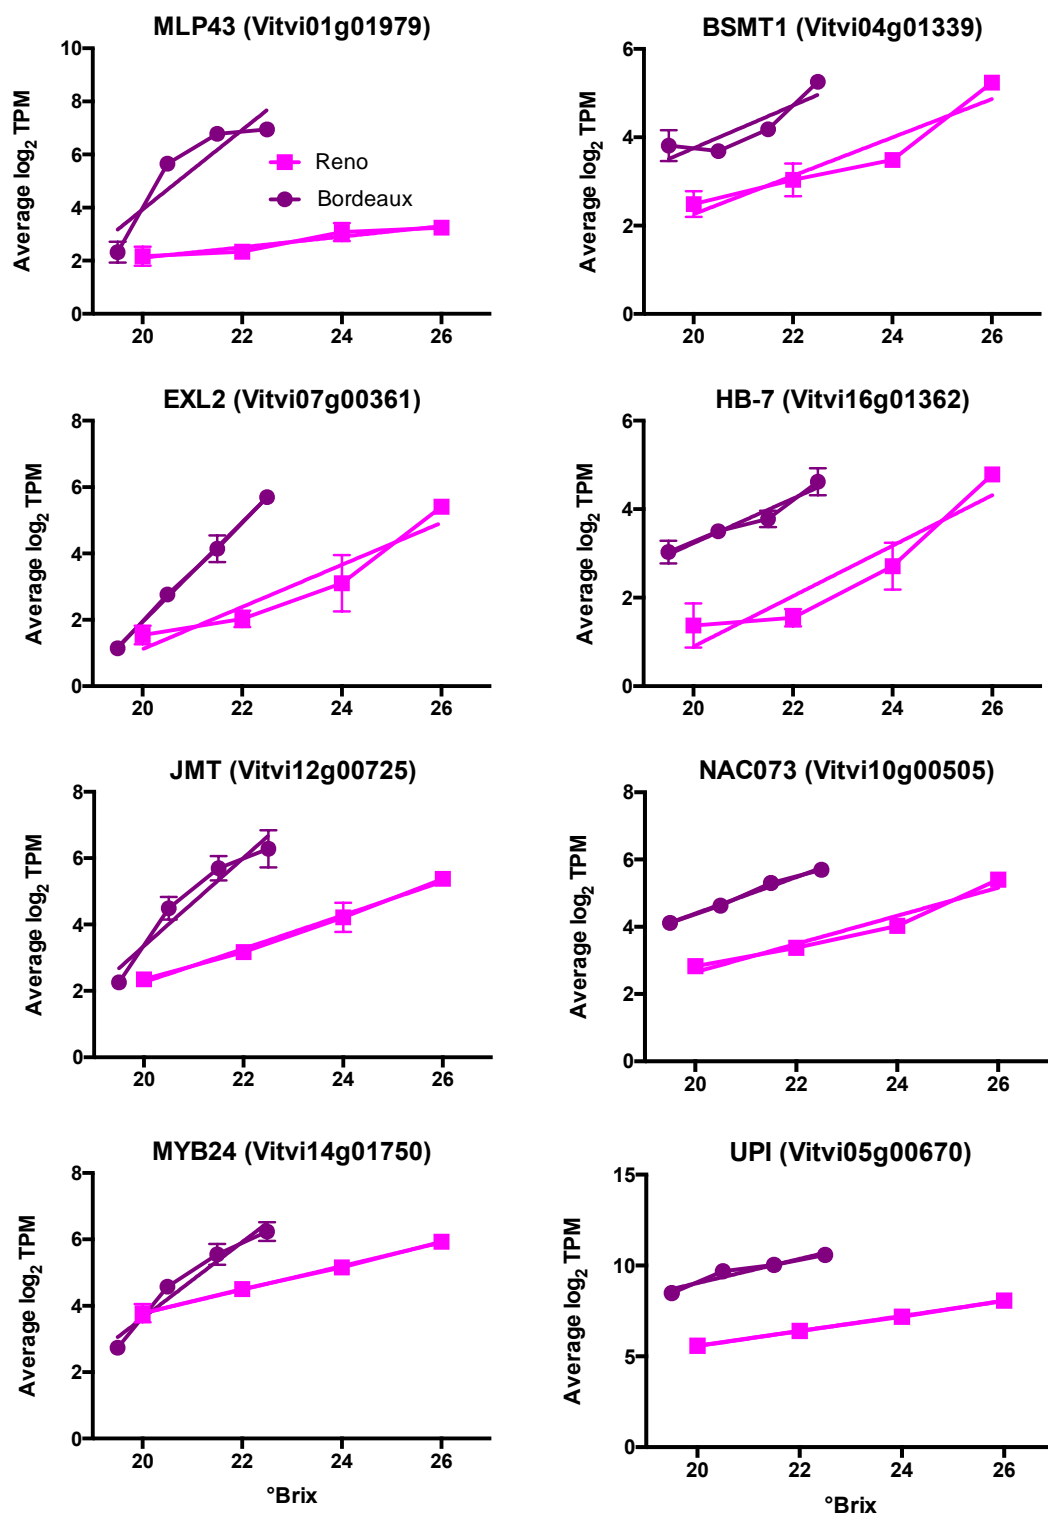 MLP43 (Vitvi01g01979)
Average log2 TPM
10
8
6
4
2
0
20 22 24 26
Reno
Bordeaux
BSMT1 (Vitvi04g01339)
Average log2 TPM
6
4
2
0
20 22 24 26
EXL2 (Vitvi07g00361)
Average log2 TPM
8
6
4
2
0
20 22 24 26
HB-7 (Vitvi16g01362)
Average log2 TPM
6
4
2
0
20 22 24 26
JMT (Vitvi12g00725)
Average log2 TPM
8
6
4
2
0
20 22 24 26
NAC073 (Vitvi10g00505)
Average log2 TPM
8
6
4
2
0
20 22 24 26
MYB24 (Vitvi14g01750)
Average log2 TPM
8
6
4
2
0
20 22 24 26
°Brix
UPI (Vitvi05g00670)
Average log2 TPM
15
10
5
0
20 22 24 26
°Brix